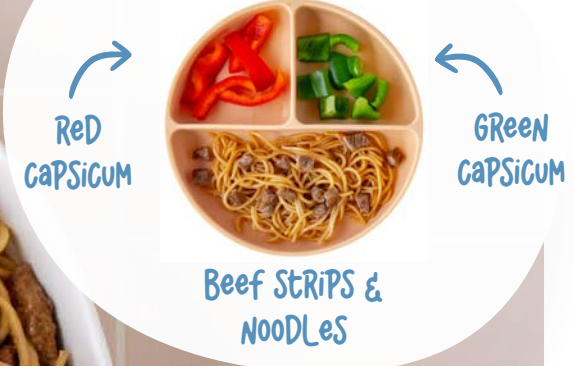 ReD
CaPSiCUM
GReeN
CaPSiCUM
Beef StRiPS &
NOODLeS